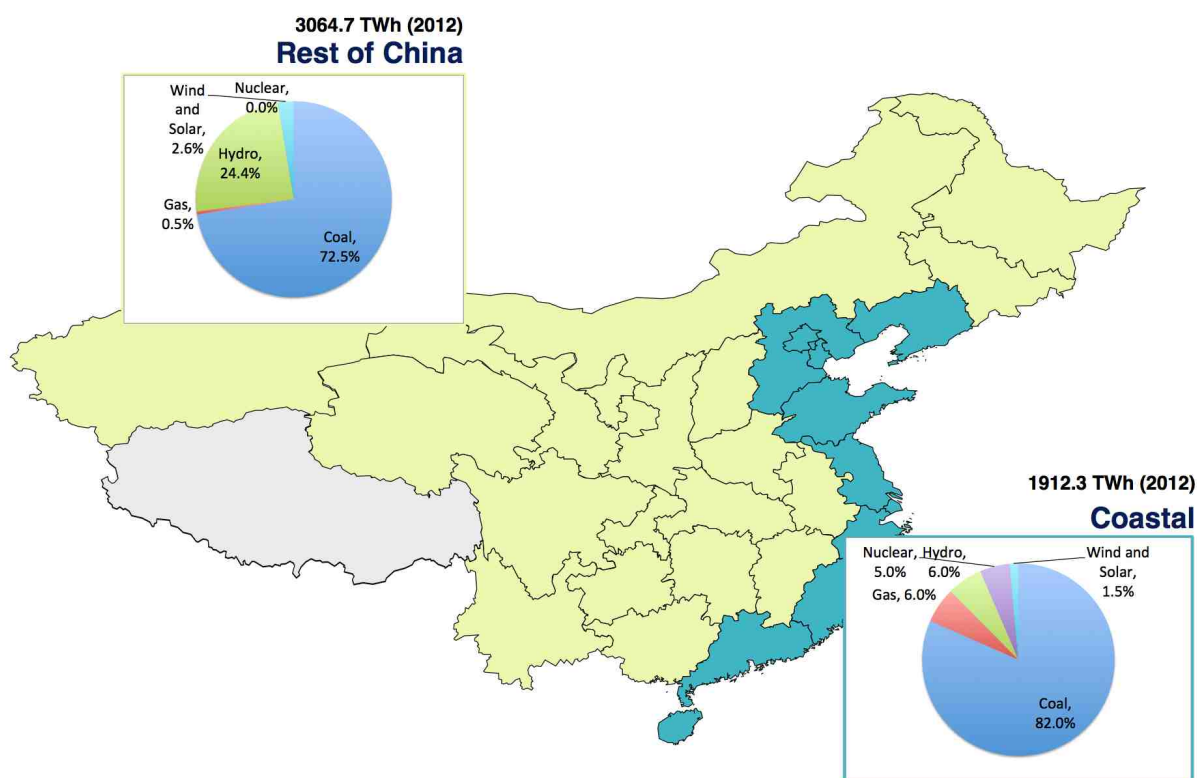 3064.7 TWh (2012)
Rest of China
Wind and Solar, 2.6%
Nuclear, 0.0%
Hydro, 24.4%
Gas, 0.5%
Coal, 72.5%
1912.3 TWh (2012)
Coastal
Nuclear, 5.0%
Hydro, 6.0%
Wind and Solar, 1.5%
Gas, 6.0%
Coal, 82.0%